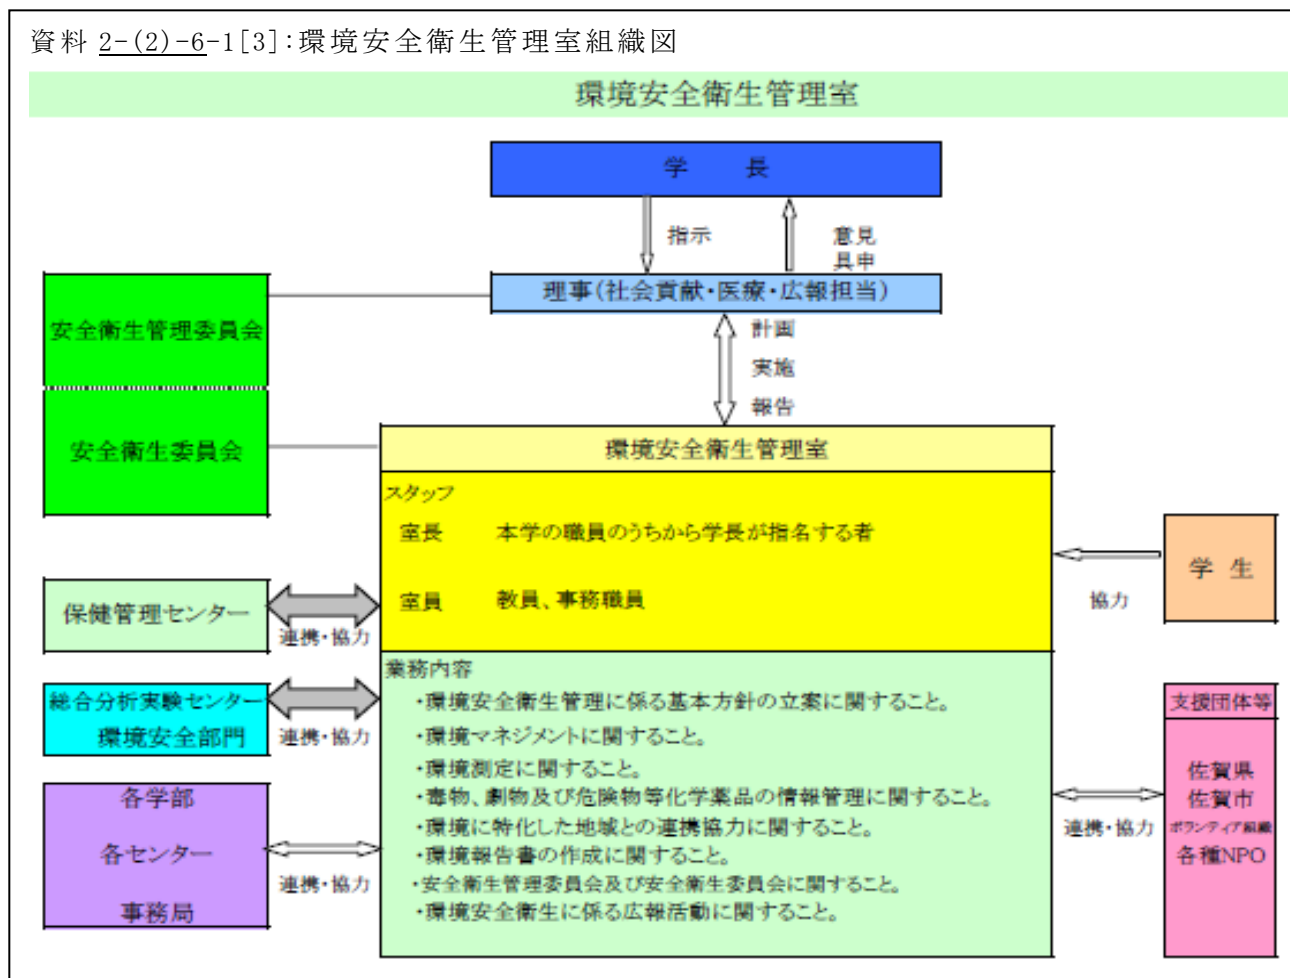 資料 2-(2)-6-1[3]:環境安全衛生管理室組織図
環境安全衛生管理室
学 長
指示
意見
具申
理事(社会貢献・医療・広報担当)
計画
実施
報告
安全衛生管理委員会
安全衛生委員会
環境安全衛生管理室
スタッフ
室長 本学の職員のうちから学長が指名する者
室員 教員、事務職員
学 生
協力
保健管理センター
連携・協力
総合分析実験センター
環境安全部門
連携・協力
各学部
各センター
事務局
連携・協力
業務内容
・環境安全衛生管理に係る基本方針の立案に関すること。
・環境マネジメントに関すること。
・環境測定に関すること。
・毒物、劇物及び危険物等化学薬品の情報管理に関すること。
・環境に特化した地域との連携協力に関すること。
・環境報告書の作成に関すること。
・安全衛生管理委員会及び安全衛生委員会に関すること。
・環境安全衛生に係る広報活動に関すること。
支援団体等
佐賀県
佐賀市
ボランティア組織
各種NPO
連携・協力